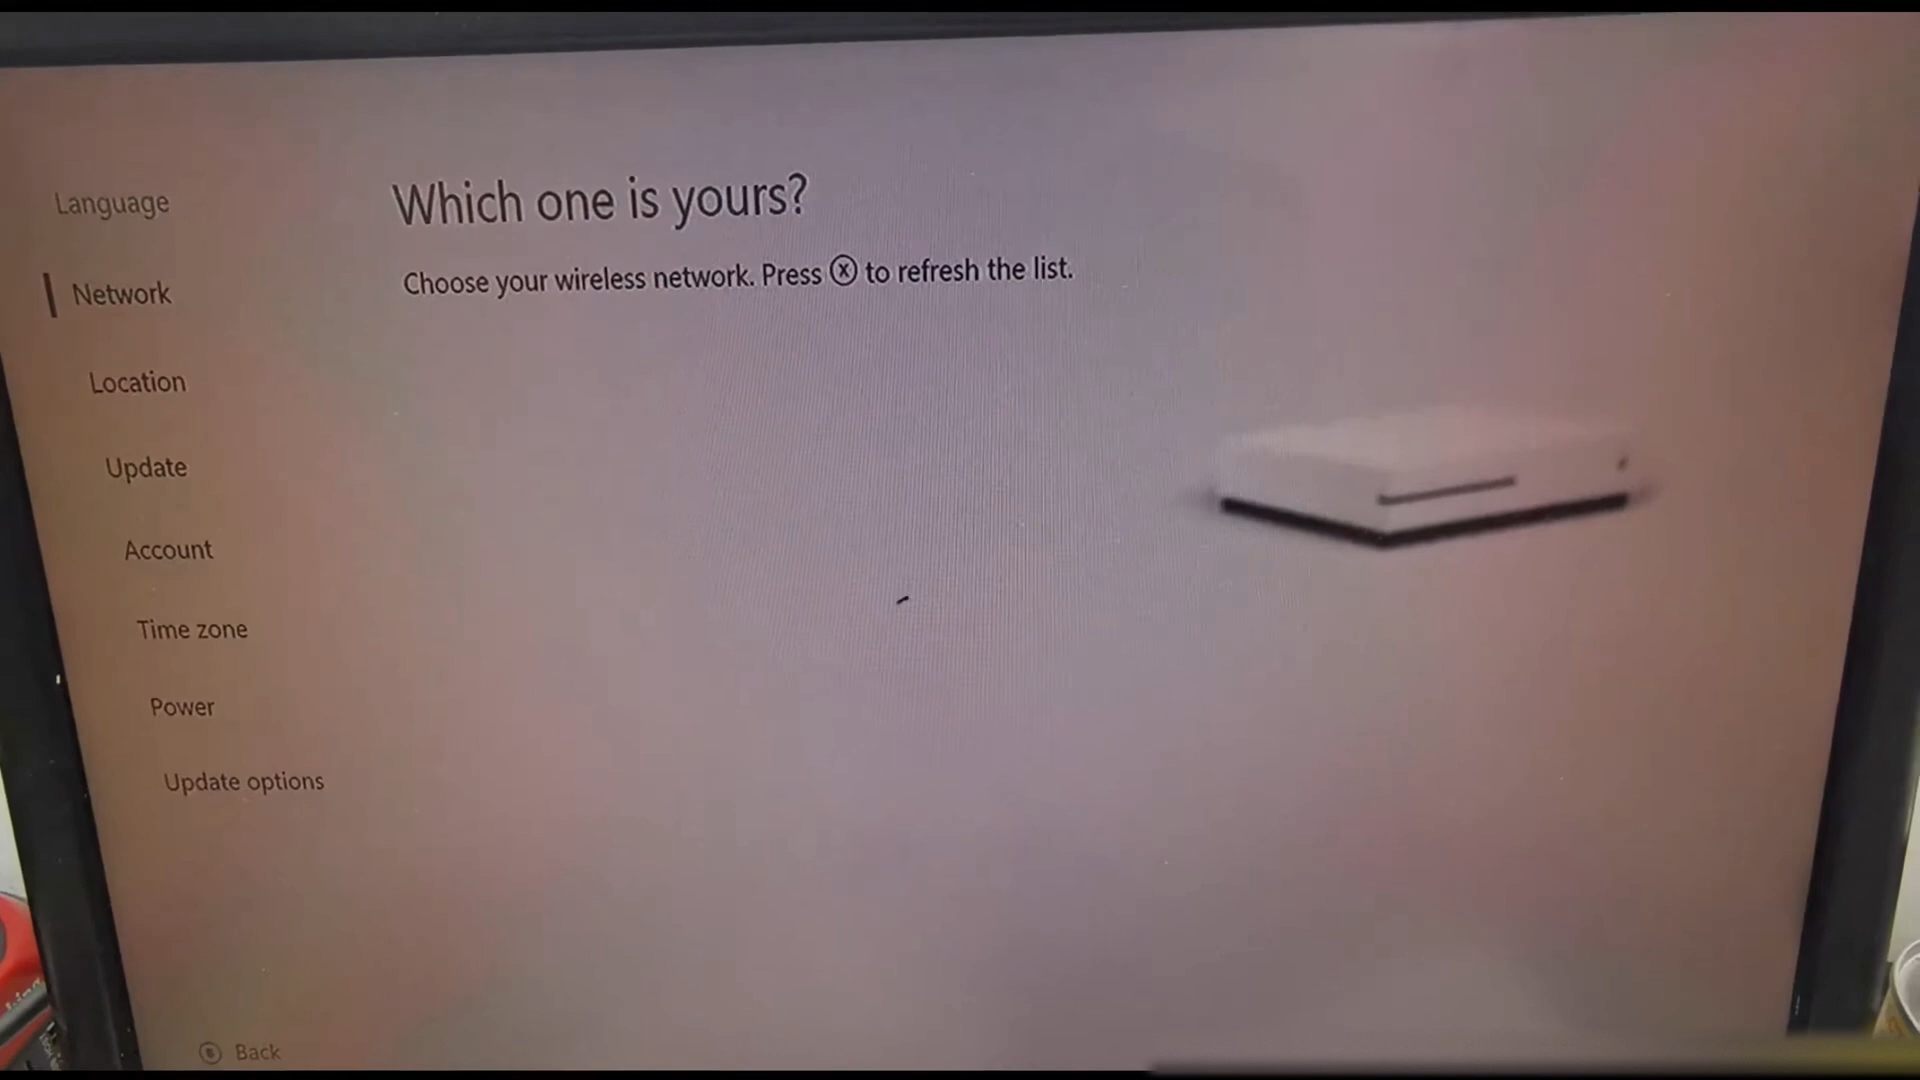 Language
Network
Location
Update
Account
Time zone
Power
Update options
Which one is yours?
Choose your wireless network. Press Ⓧ to refresh the list.
Back